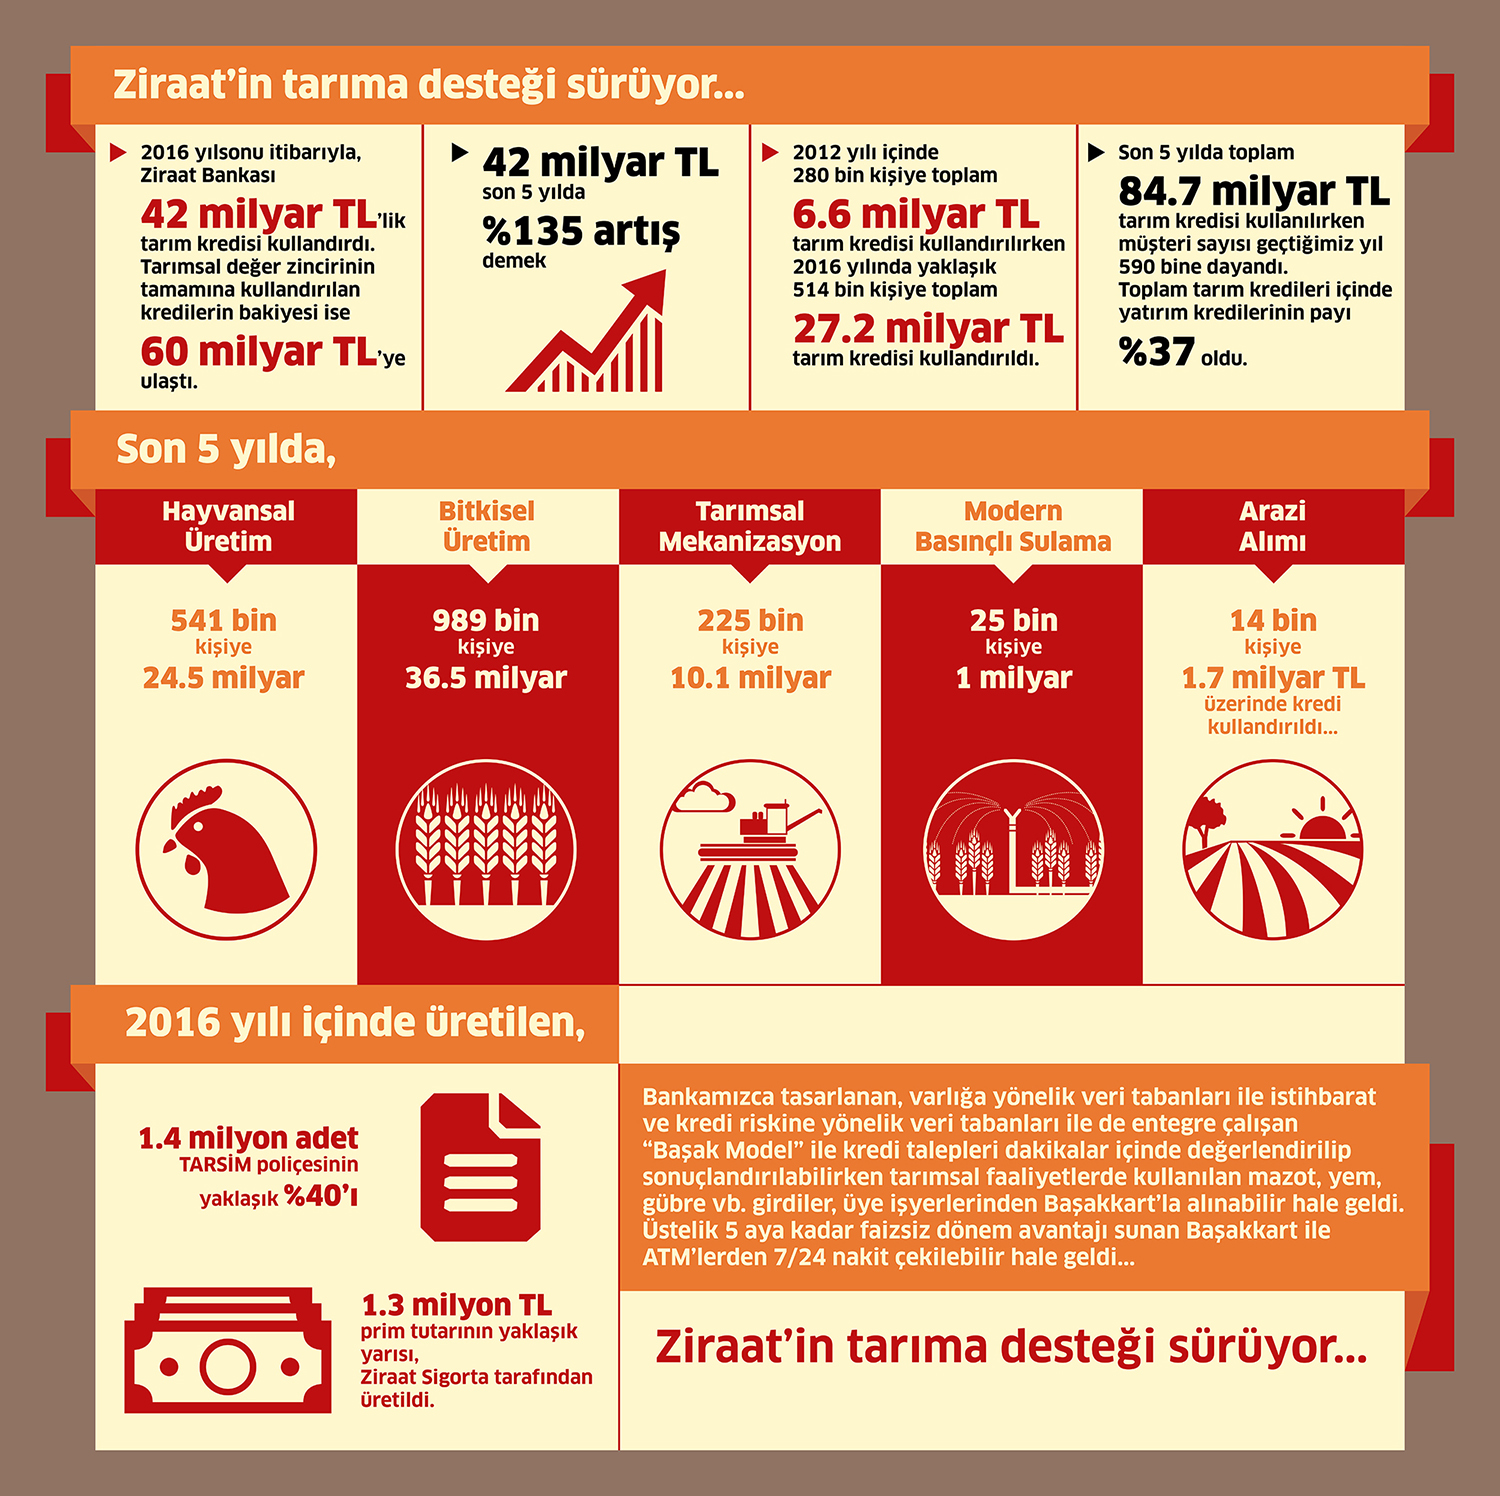 Ziraat’in tarıma desteği sürüyor...
2016 yılsonu itibarıyla,
Ziraat Bankası
42 milyar TL’lik
tarım kredisi kullandırdı.
Tarımsal değer zincirinin
tamamına kullandırılan
kredilerin bakiyesi ise
60 milyar TL’ye
ulaştı.
42 milyar TL
son 5 yılda
%135 artış
demek
2012 yılı içinde
280 bin kişiye toplam
6.6 milyar TL
tarım kredisi kullandırılırken
2016 yılında yaklaşık
514 bin kişiye toplam
27.2 milyar TL
tarım kredisi kullandırıldı.
Son 5 yılda toplam
84.7 milyar TL
tarım kredisi kullanılırken
müşteri sayısı geçtiğimiz yıl
590 bine dayandı.
Toplam tarım kredileri içinde
yatırım kredilerinin payı
%37 oldu.
Son 5 yılda,
Hayvansal
Üretim
541 bin
kişiye
24.5 milyar
Bitkisel
Üretim
989 bin
kişiye
36.5 milyar
Tarımsal
Mekanizasyon
225 bin
kişiye
10.1 milyar
Modern
Basınçlı Sulama
25 bin
kişiye
1 milyar
Arazi
Alımı
14 bin
kişiye
1.7 milyar TL
üzerinde kredi
kullandırıldı...
2016 yılı içinde üretilen,
1.4 milyon adet
TARSİM poliçesinin
yaklaşık %40’ı
1.3 milyon TL
prim tutarının yaklaşık
yarısı,
Ziraat Sigorta tarafından
üretildi.
Bankamızca tasarlanan, varlığa yönelik veri tabanları ile istihbarat
ve kredi riskine yönelik veri tabanları ile de entegre çalışan
“Başak Model” ile kredi talepleri dakikalar içinde değerlendirilip
sonuçlandırılabilirken tarımsal faaliyetlerde kullanılan mazot, yem,
gübre vb. girdiler, üye işyerlerinden Başakkart’la alınabilir hale geldi.
Üstelik 5 aya kadar faizsiz dönem avantajı sunan Başakkart ile
ATM’lerden 7/24 nakit çekilebilir hale geldi...
Ziraat’in tarıma desteği sürüyor...